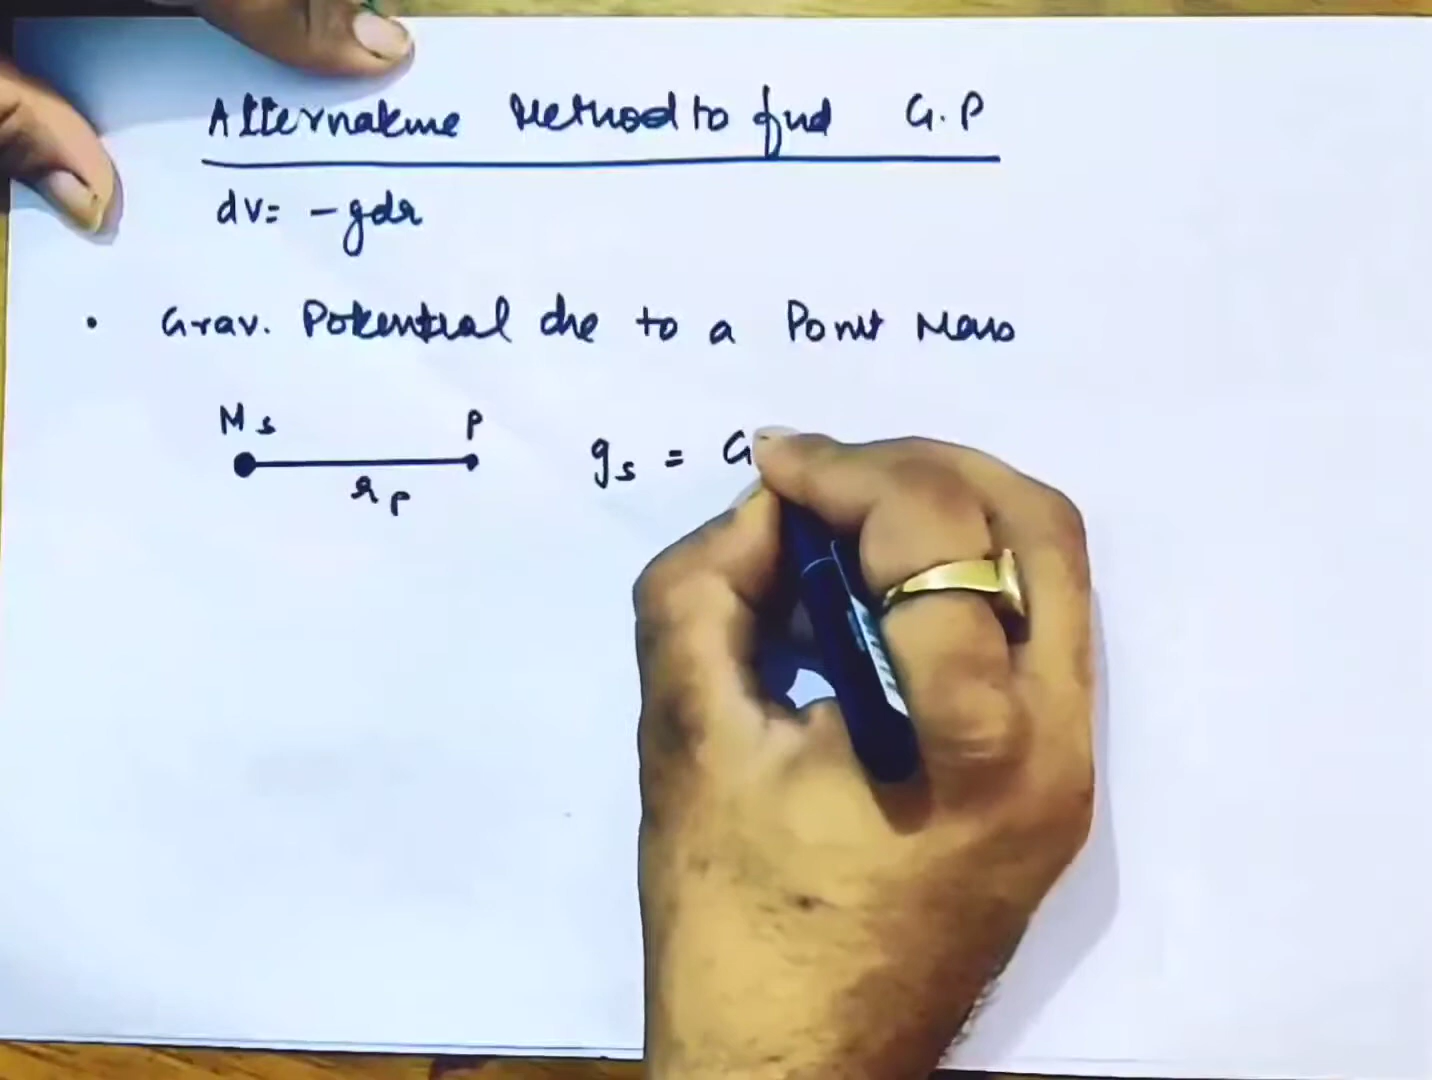 Alternative Method to find G.P
dv= -gdr
• Grav. Potential due to a Point Mass
Ms P
rp
gs = G